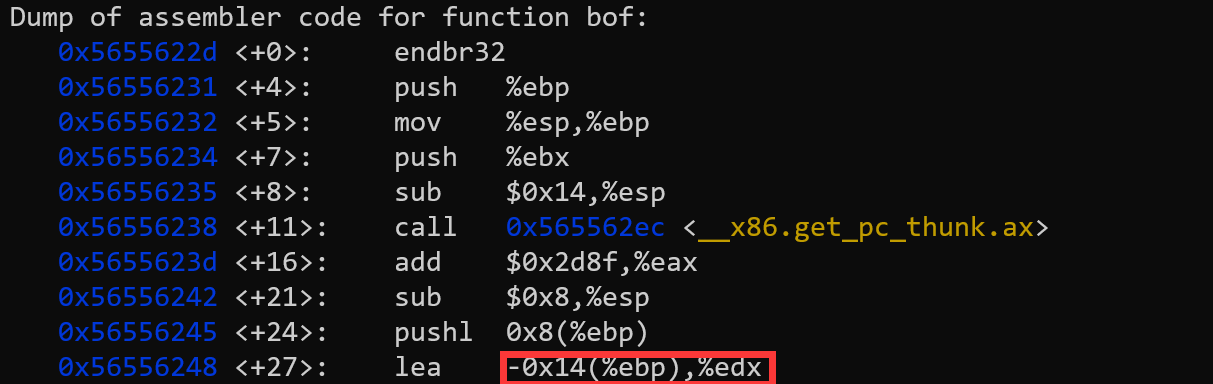 Dump of assembler code for function bof:
0x5655622d <+0>: endbr32
0x56556231 <+4>: push %ebp
0x56556232 <+5>: mov %esp,%ebp
0x56556234 <+7>: push %ebx
0x56556235 <+8>: sub $0x14,%esp
0x56556238 <+11>: call 0x565562ec <__x86.get_pc_thunk.ax>
0x5655623d <+16>: add $0x2d8f,%eax
0x56556242 <+21>: sub $0x8,%esp
0x56556245 <+24>: pushl 0x8(%ebp)
0x56556248 <+27>: lea -0x14(%ebp),%edx